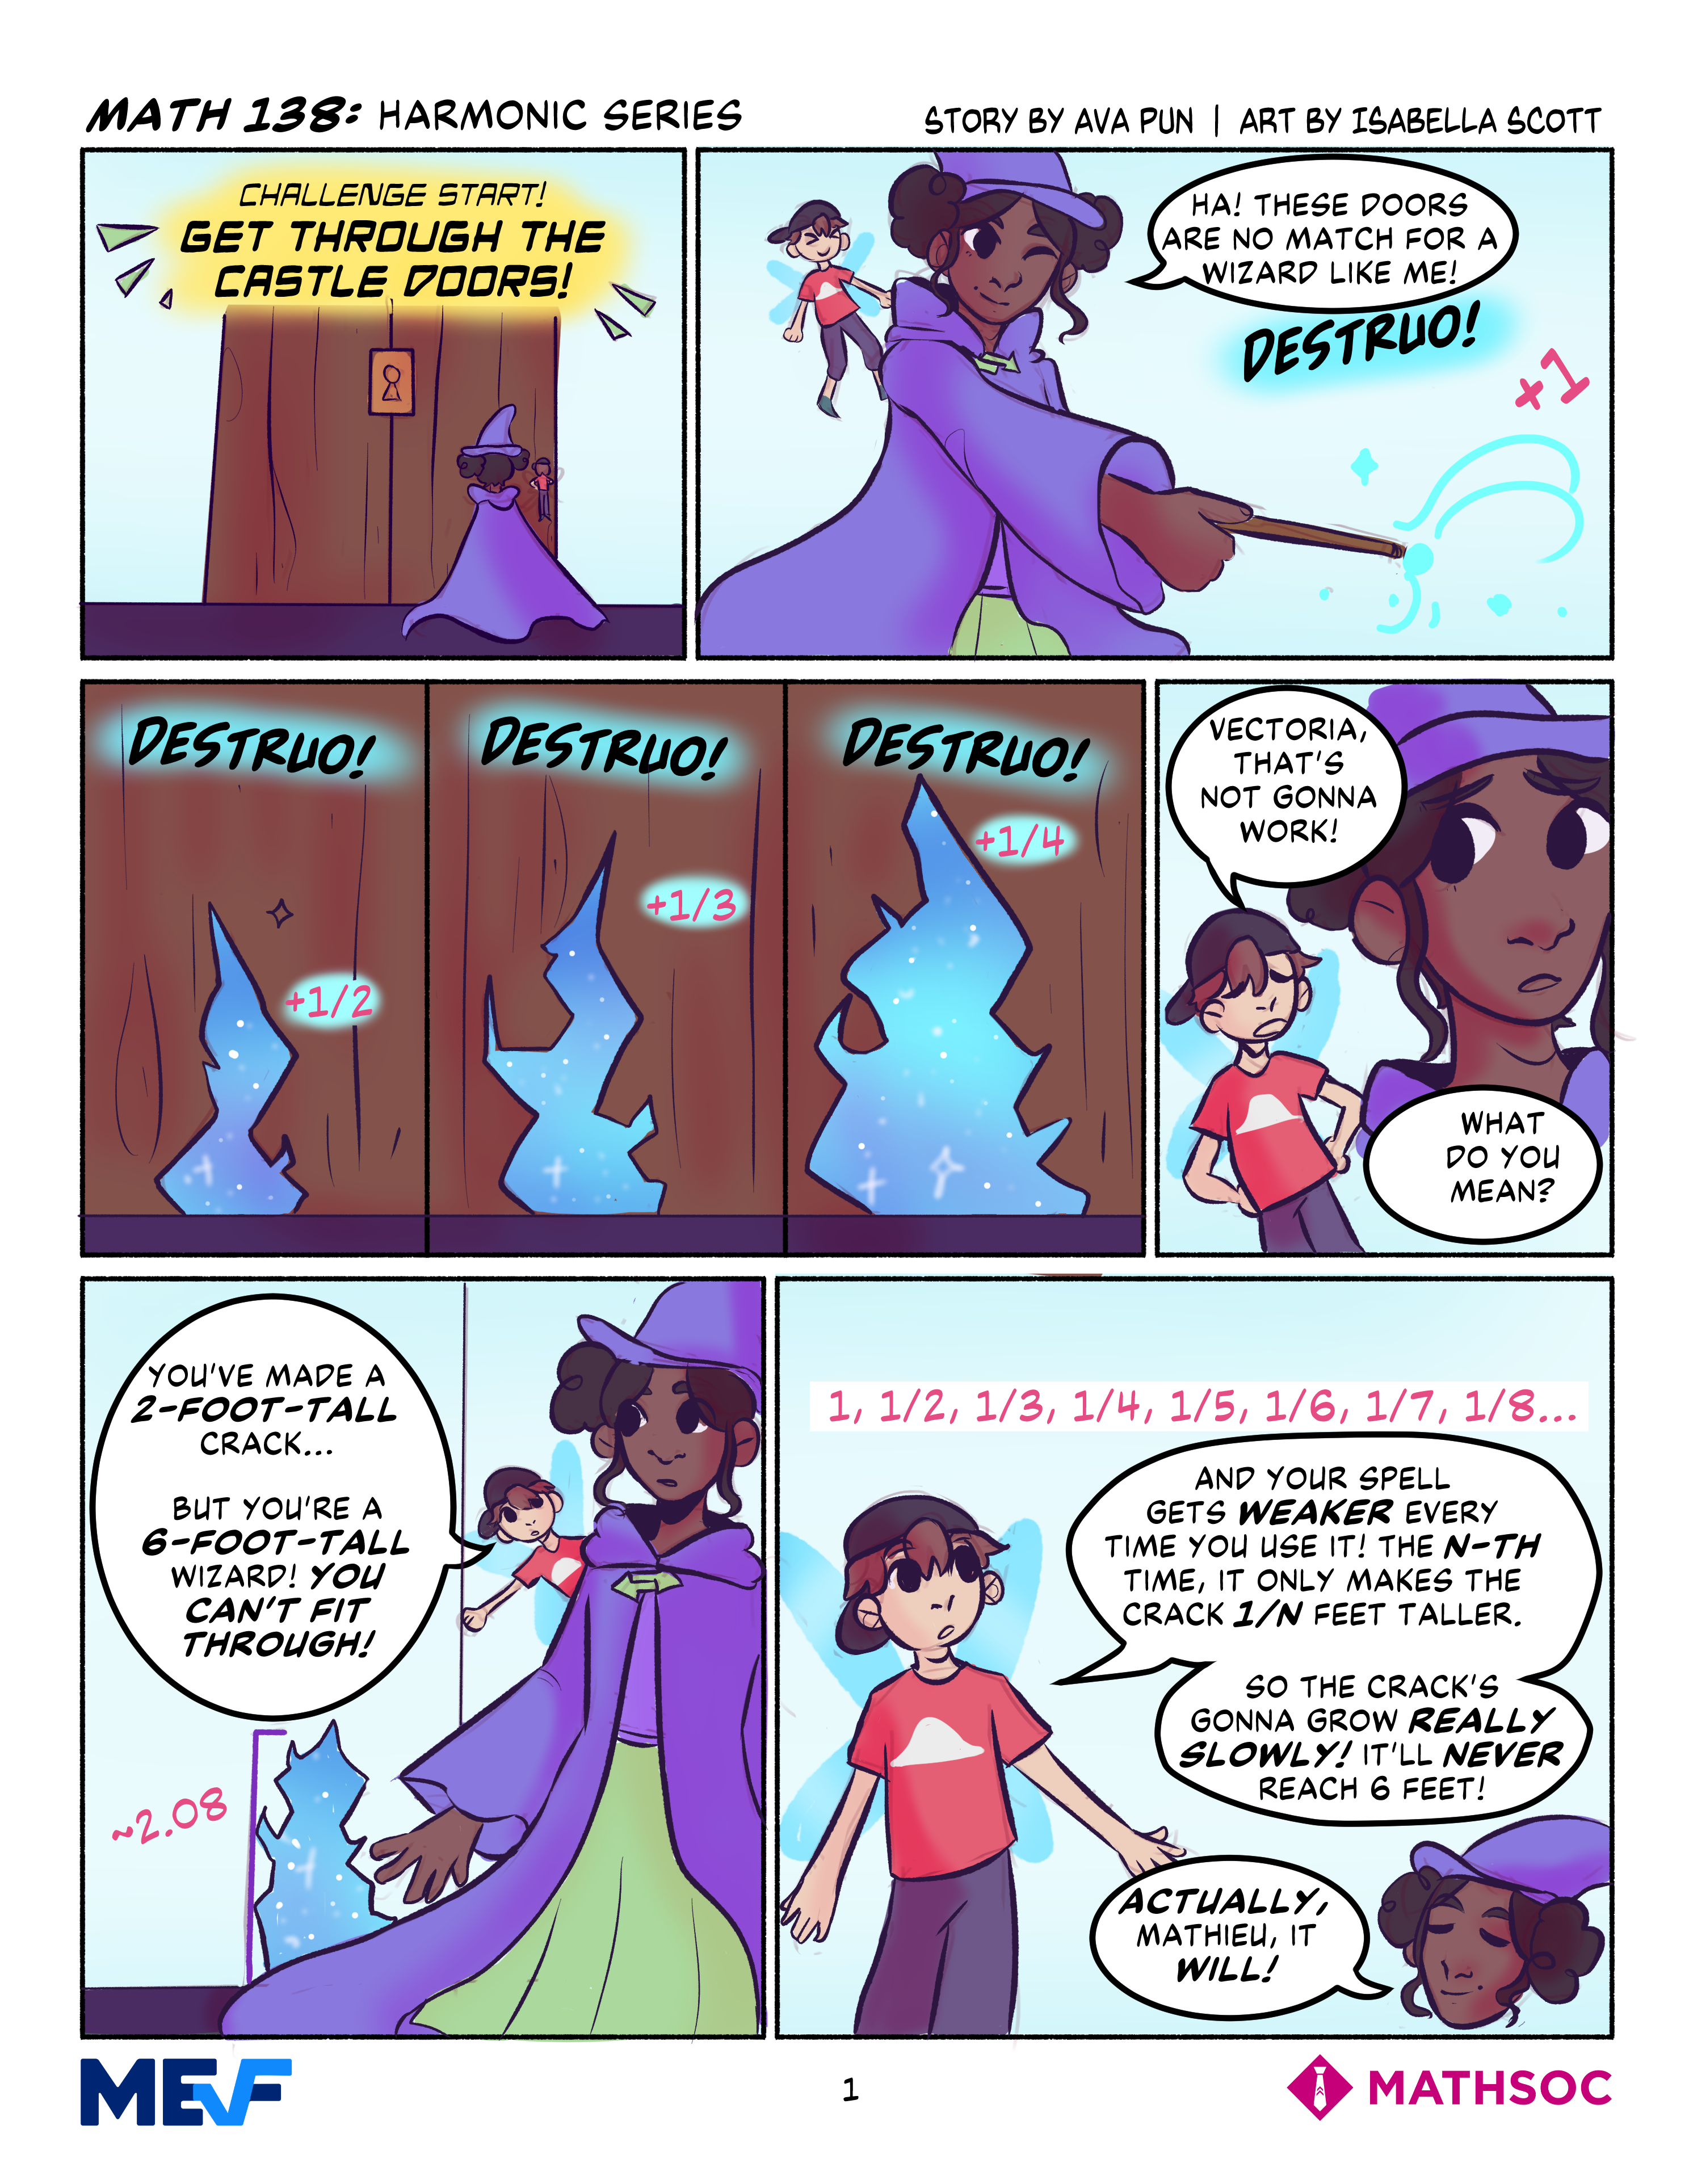 MATH 138: HARMONIC SERIES
STORY BY AVA PUN | ART BY ISABELLA SCOTT
CHALLENGE START!
GET THROUGH THE
CASTLE DOORS!
HA! THESE DOORS
ARE NO MATCH FOR A
WIZARD LIKE ME!
DESTRUO!
+1
DESTRUO!
+1/2
DESTRUO!
+1/3
DESTRUO!
+1/4
VECTORIA,
THAT'S
NOT GONNA
WORK!
WHAT
DO YOU
MEAN?
YOU'VE MADE A
2-FOOT-TALL
CRACK...
BUT YOU'RE A
6-FOOT-TALL
WIZARD! YOU
CAN'T FIT
THROUGH!
~2.08
1, 1/2, 1/3, 1/4, 1/5, 1/6, 1/7, 1/8...
AND YOUR SPELL
GETS WEAKER EVERY
TIME YOU USE IT! THE N-TH
TIME, IT ONLY MAKES THE
CRACK 1/N FEET TALLER.
SO THE CRACK'S
GONNA GROW REALLY
SLOWLY! IT'LL NEVER
REACH 6 FEET!
ACTUALLY,
MATHIEU, IT
WILL!
MEF
1
MATHSOC